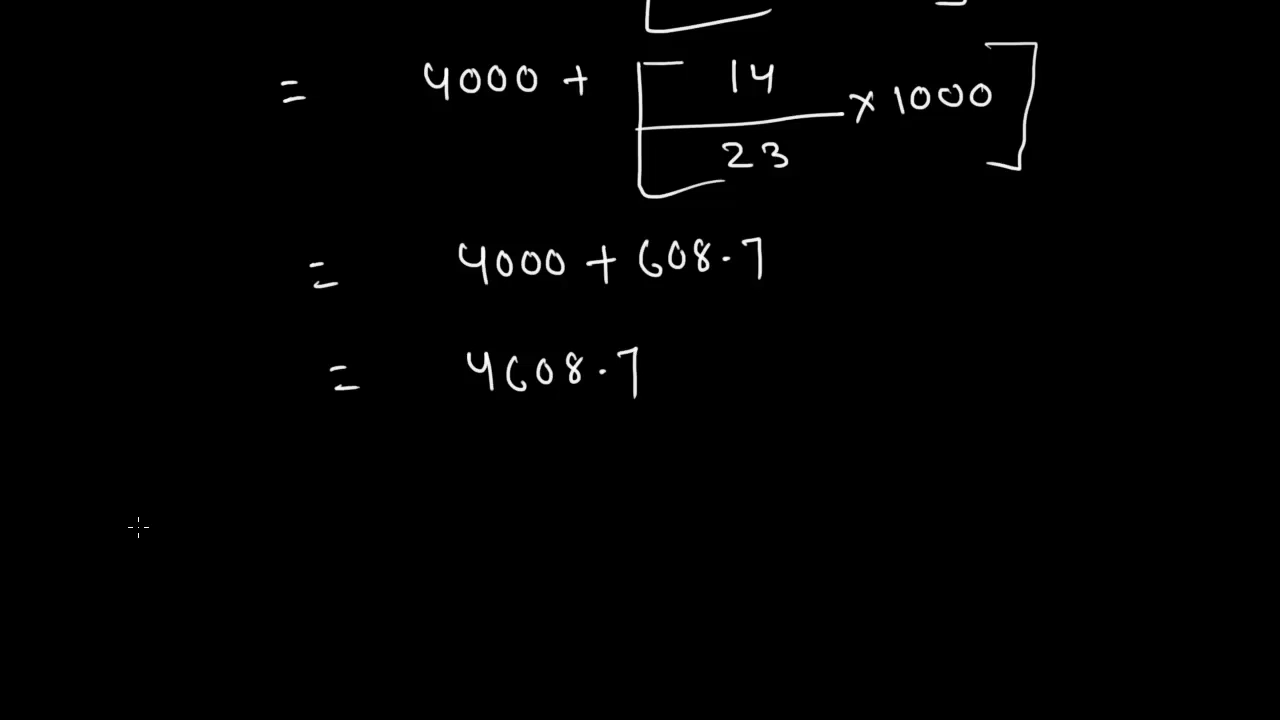 = 4000 + [ 14/23 × 1000 ]
= 4000 + 608.7
= 4608.7